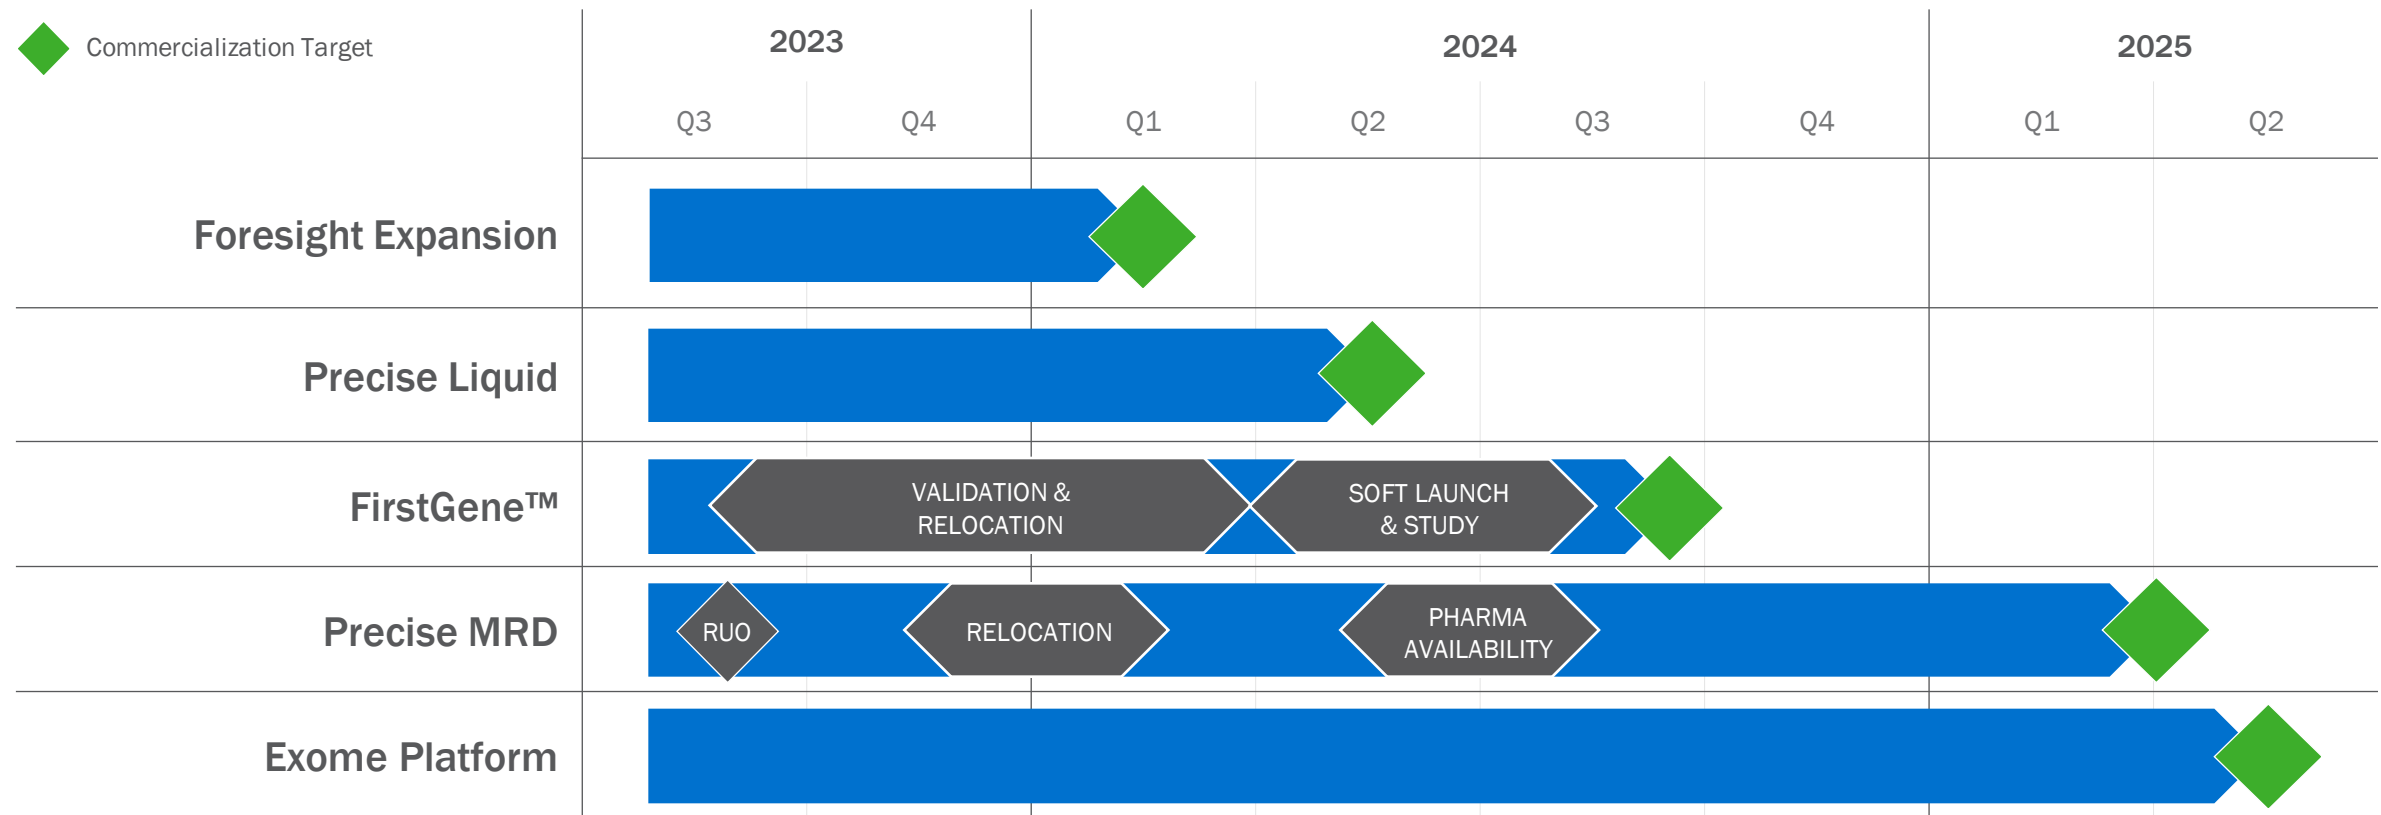 Commercialization Target
2023
2024
2025
Q3
Q4
Q1
Q2
Q3
Q4
Q1
Q2
Foresight Expansion
Precise Liquid
FirstGene™
VALIDATION &
RELOCATION
SOFT LAUNCH
& STUDY
Precise MRD
RUO
RELOCATION
PHARMA
AVAILABILITY
Exome Platform